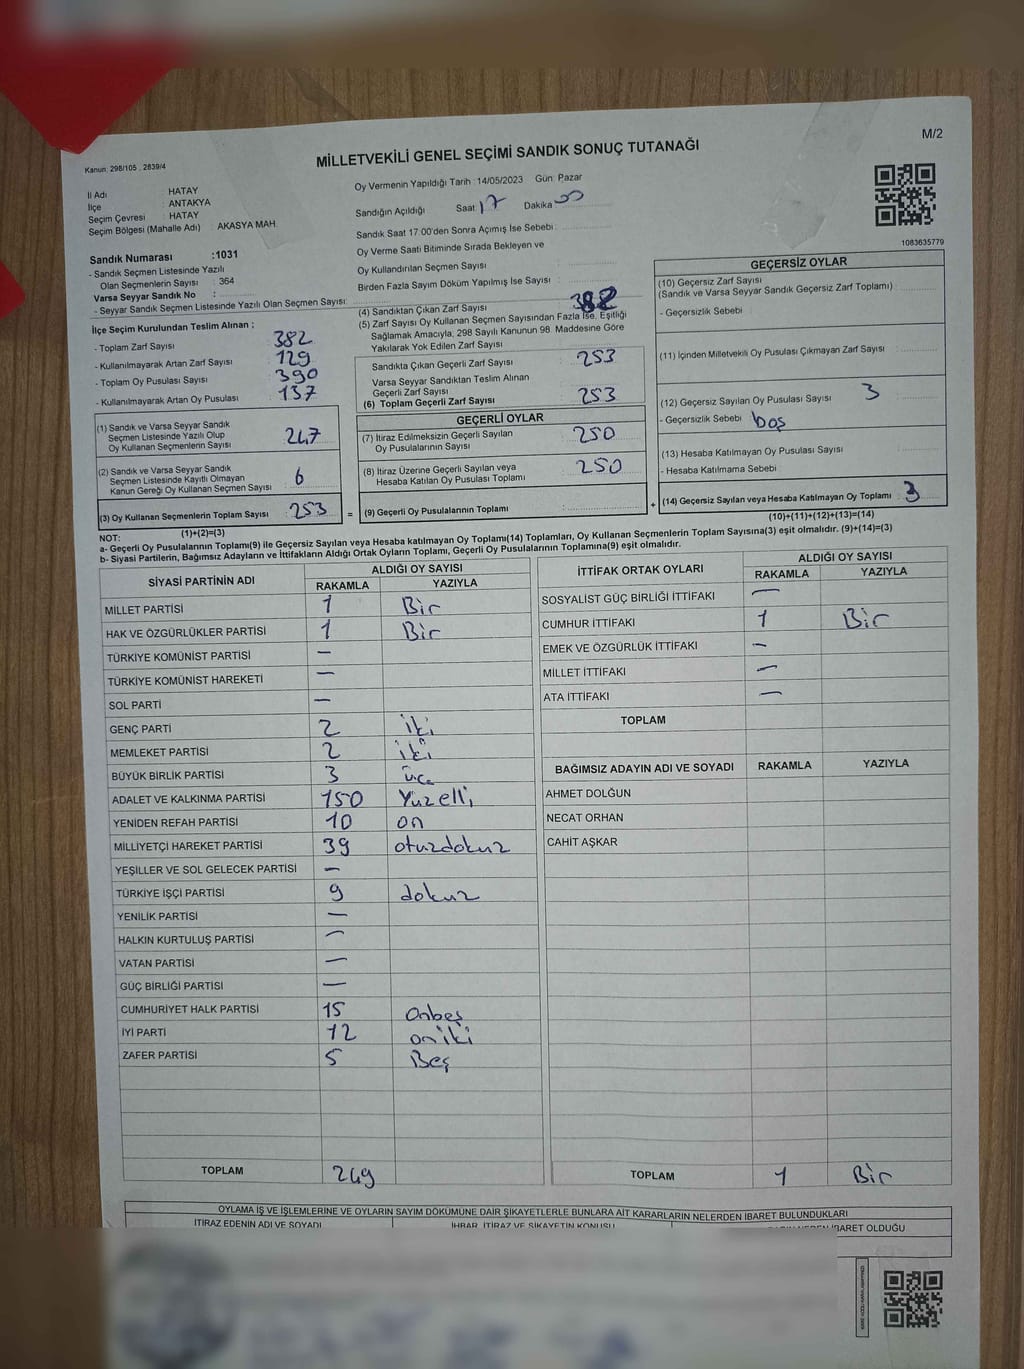 M/2
Kanun: 298/105 , 2839/4
MİLLETVEKİLİ GENEL SEÇİMİ SANDIK SONUÇ TUTANAĞI
İl Adı : HATAY
İlçe : ANTAKYA
Seçim Çevresi : HATAY
Seçim Bölgesi (Mahalle Adı) : AKASYA MAH.
Oy Vermenin Yapıldığı Tarih : 14/05/2023 Gün: Pazar
Sandığın Açıldığı Saat 17 Dakika 00
Sandık Saat 17.00'den Sonra Açımış İse Sebebi :
Oy Verme Saati Bitiminde Sırada Bekleyen ve
Oy Kullandırılan Seçmen Sayısı :
Birden Fazla Sayım Döküm Yapılmış İse Sayısı :
1083635779
Sandık Numarası :1031
- Sandık Seçmen Listesinde Yazılı
Olan Seçmenlerin Sayısı : 364
Varsa Seyyar Sandık No :
- Seyyar Sandık Seçmen Listesinde Yazılı Olan Seçmen Sayısı:
İlçe Seçim Kurulundan Teslim Alınan ;
- Toplam Zarf Sayısı : 382
- Kullanılmayarak Artan Zarf Sayısı : 129
- Toplam Oy Pusulası Sayısı : 390
- Kullanılmayarak Artan Oy Pusulası : 137
(1) Sandık ve Varsa Seyyar Sandık
Seçmen Listesinde Yazılı Olup
Oy Kullanan Seçmenlerin Sayısı : 247
(2) Sandık ve Varsa Seyyar Sandık
Seçmen Listesinde Kayıtlı Olmayan
Kanun Gereği Oy Kullanan Seçmen Sayısı : 6
(3) Oy Kullanan Seçmenlerin Toplam Sayısı : 253
(1)+(2)=(3)
(4) Sandıktan Çıkan Zarf Sayısı : 382
(5) Zarf Sayısı Oy Kullanan Seçmen Sayısından Fazla İse, Eşitliği
Sağlamak Amacıyla, 298 Sayılı Kanunun 98. Maddesine Göre
Yakılarak Yok Edilen Zarf Sayısı :
Sandıkta Çıkan Geçerli Zarf Sayısı : 253
Varsa Seyyar Sandıktan Teslim Alınan
Geçerli Zarf Sayısı :
(6) Toplam Geçerli Zarf Sayısı : 253
GEÇERLİ OYLAR
(7) İtiraz Edilmeksizin Geçerli Sayılan
Oy Pusulalarının Sayısı : 250
(8) İtiraz Üzerine Geçerli Sayılan veya
Hesaba Katılan Oy Pusulası Toplamı : 250
= (9) Geçerli Oy Pusulalarının Toplamı :
GEÇERSİZ OYLAR
(10) Geçersiz Zarf Sayısı
(Sandık ve Varsa Seyyar Sandık Geçersiz Zarf Toplamı) :
- Geçersizlik Sebebi :
(11) İçinden Milletvekili Oy Pusulası Çıkmayan Zarf Sayısı :
(12) Geçersiz Sayılan Oy Pusulası Sayısı : 3
- Geçersizlik Sebebi : boş
(13) Hesaba Katılmayan Oy Pusulası Sayısı :
- Hesaba Katılmama Sebebi :
+ (14) Geçersiz Sayılan veya Hesaba Katılmayan Oy Toplamı : 3
(10)+(11)+(12)+(13)=(14)
NOT:
a- Geçerli Oy Pusulalarının Toplamı(9) ile Geçersiz Sayılan veya Hesaba katılmayan Oy Toplamı(14) Toplamları, Oy Kullanan Seçmenlerin Toplam Sayısına(3) eşit olmalıdır. (9)+(14)=(3)
b- Siyasi Partilerin, Bağımsız Adayların ve İttifakların Aldığı Ortak Oyların Toplamı, Geçerli Oy Pusulalarının Toplamına(9) eşit olmalıdır.
SİYASİ PARTİNİN ADI ALDIĞI OY SAYISI
RAKAMLA YAZIYLA
MİLLET PARTİSİ 1 Bir
HAK VE ÖZGÜRLÜKLER PARTİSİ 1 Bir
TÜRKİYE KOMÜNİST PARTİSİ —
TÜRKİYE KOMÜNİST HAREKETİ —
SOL PARTİ —
GENÇ PARTİ 2 iki
MEMLEKET PARTİSİ 2 iki
BÜYÜK BİRLİK PARTİSİ 3 üç
ADALET VE KALKINMA PARTİSİ 150 Yüzelli
YENİDEN REFAH PARTİSİ 10 on
MİLLİYETÇİ HAREKET PARTİSİ 39 otuzdokuz
YEŞİLLER VE SOL GELECEK PARTİSİ —
TÜRKİYE İŞÇİ PARTİSİ 9 dokuz
YENİLİK PARTİSİ —
HALKIN KURTULUŞ PARTİSİ —
VATAN PARTİSİ —
GÜÇ BİRLİĞİ PARTİSİ —
CUMHURİYET HALK PARTİSİ 15 Onbeş
İYİ PARTİ 12 oniki
ZAFER PARTİSİ 5 Beş
TOPLAM 249
İTTİFAK ORTAK OYLARI ALDIĞI OY SAYISI
RAKAMLA YAZIYLA
SOSYALİST GÜÇ BİRLİĞİ İTTİFAKI —
CUMHUR İTTİFAKI 1 Bir
EMEK VE ÖZGÜRLÜK İTTİFAKI —
MİLLET İTTİFAKI —
ATA İTTİFAKI —
TOPLAM
BAĞIMSIZ ADAYIN ADI VE SOYADI RAKAMLA YAZIYLA
AHMET DOLĞUN
NECAT ORHAN
CAHİT AŞKAR
TOPLAM 1 Bir
OYLAMA İŞ VE İŞLEMLERİNE VE OYLARIN SAYIM DÖKÜMÜNE DAİR ŞİKAYETLERLE BUNLARA AİT KARARLARIN NELERDEN İBARET BULUNDUKLARI
İTİRAZ EDENİN ADI VE SOYADI İHBAR, İTİRAZ VE ŞİKAYETİN KONUSU İBARET OLDUĞU